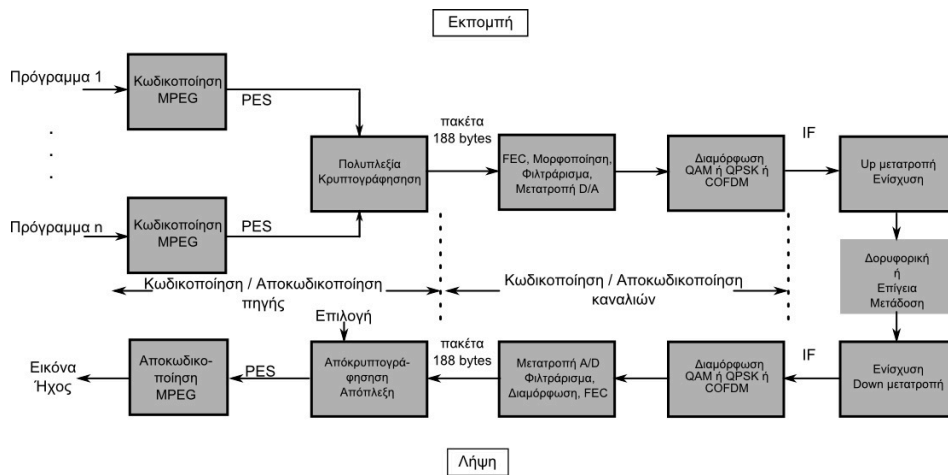 Εκπομπή
Πρόγραμμα 1
Κωδικοποίηση
MPEG
PES
Πολυπλεξία
Κρυπτογράφησηση
πακέτα
188 bytes
FEC, Μορφοποίηση,
Φιλτράρισμα,
Μετατροπή D/A
Διαμόρφωση
QAM ή QPSK ή
COFDM
IF
Up μετατροπή
Ενίσχυση
Πρόγραμμα n
Κωδικοποίηση
MPEG
PES
Δορυφορική
ή
Επίγεια
Μετάδοση
Κωδικοποίηση / Αποκωδικοποίηση
πηγής
Κωδικοποίηση / Αποκωδικοποίηση
καναλιών
Επιλογή
Εικόνα
Ήχος
Αποκωδικο-
ποίηση
MPEG
PES
Απόκρυπτογρά-
φησηση
Απόπλεξη
πακέτα
188 bytes
Μετατροπή A/D
Φιλτράρισμα,
Διαμόρφωση, FEC
Διαμόρφωση
QAM ή QPSK ή
COFDM
IF
Ενίσχυση
Down μετατροπή
Λήψη